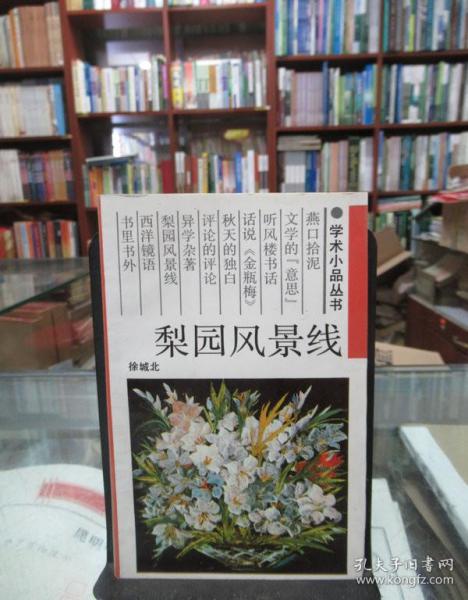 ●学术小品丛书
燕口拾泥
文学的『意思』
听风楼书话
话说《金瓶梅》
秋天的独白
评论的评论
异学杂著
梨园风景线
西洋镜语
书里书外
梨园风景线
徐城北
孔夫子旧书网
www.kongfz.com